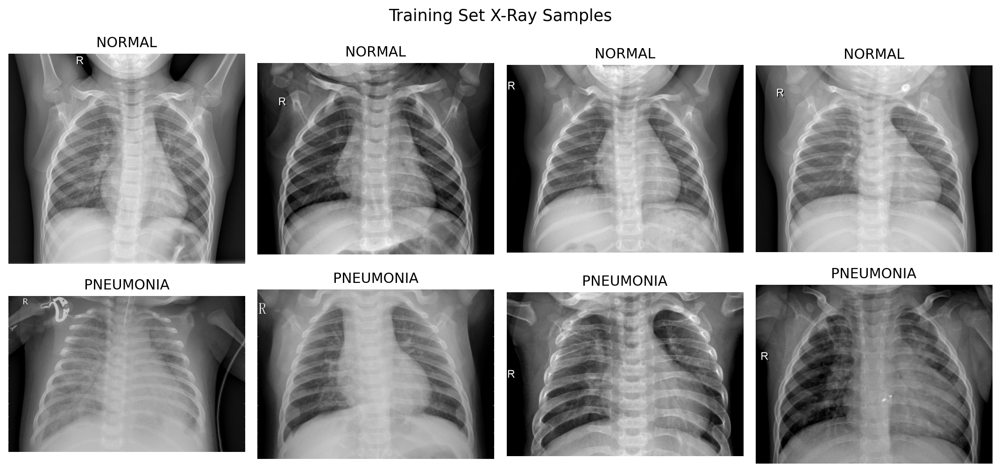 Training Set X-Ray Samples
NORMAL
NORMAL
NORMAL
NORMAL
R
R
R
R
PNEUMONIA
PNEUMONIA
PNEUMONIA
PNEUMONIA
R
R
R
R